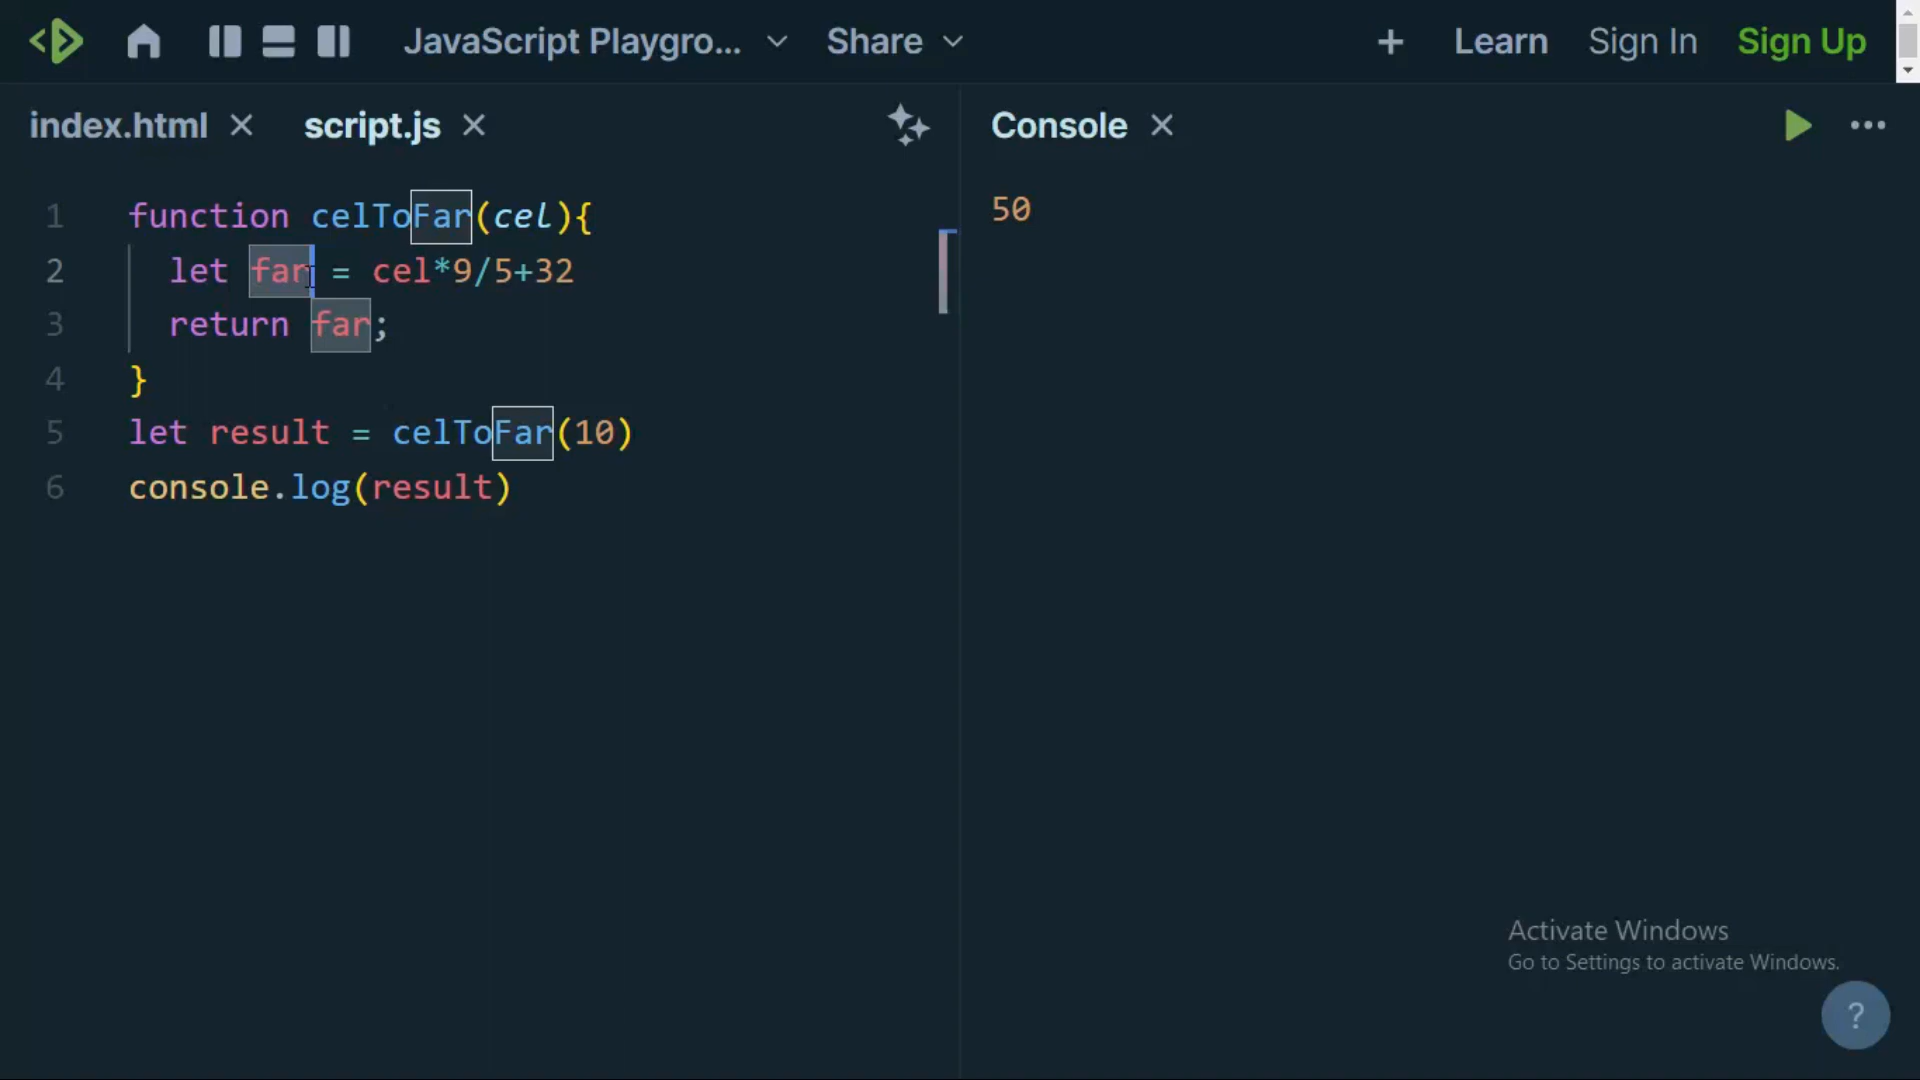 JavaScript Playgro... Share + Learn Sign In Sign Up
index.html script.js Console
50
1 function celToFar(cel){
2 let far = cel*9/5+32
3 return far;
4 }
5 let result = celToFar(10)
6 console.log(result)
Activate Windows
Go to Settings to activate Windows.
?